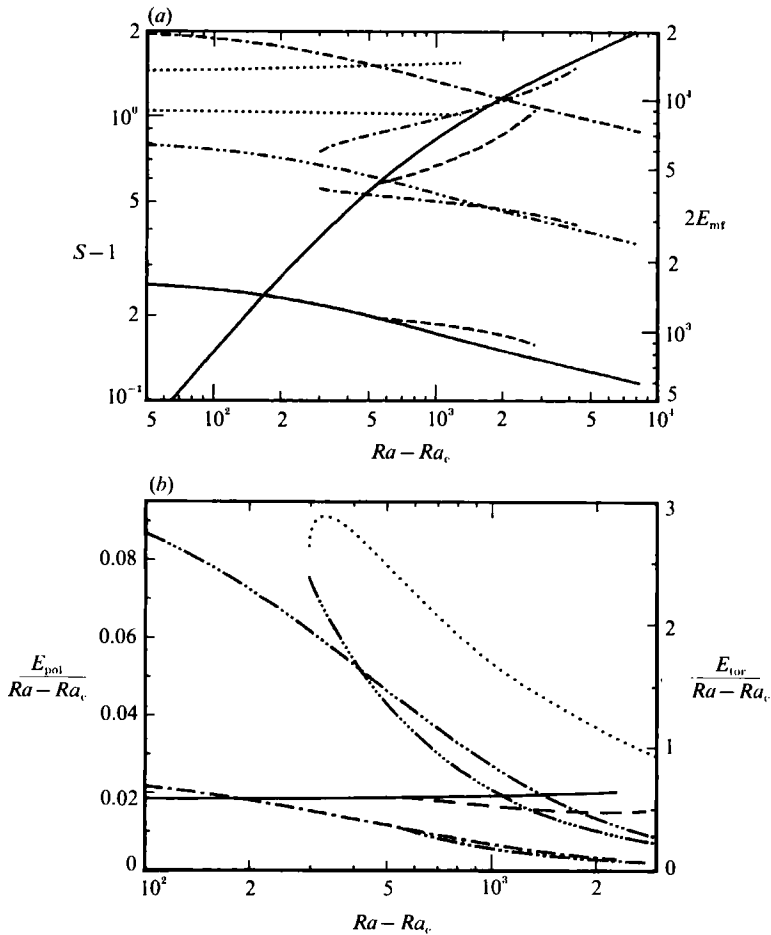 (a)
2
10⁰
5
S − 1
2
10⁻¹
2
10⁴
5
2E_mf
2
10³
5
5 10² 2 5 10³ 2 5 10⁴
Ra − Ra_c
(b)
0.08
0.06
E_pol
Ra − Ra_c
0.04
0.02
0
3
2
E_tor
Ra − Ra_c
1
0
10² 2 5 10³ 2
Ra − Ra_c